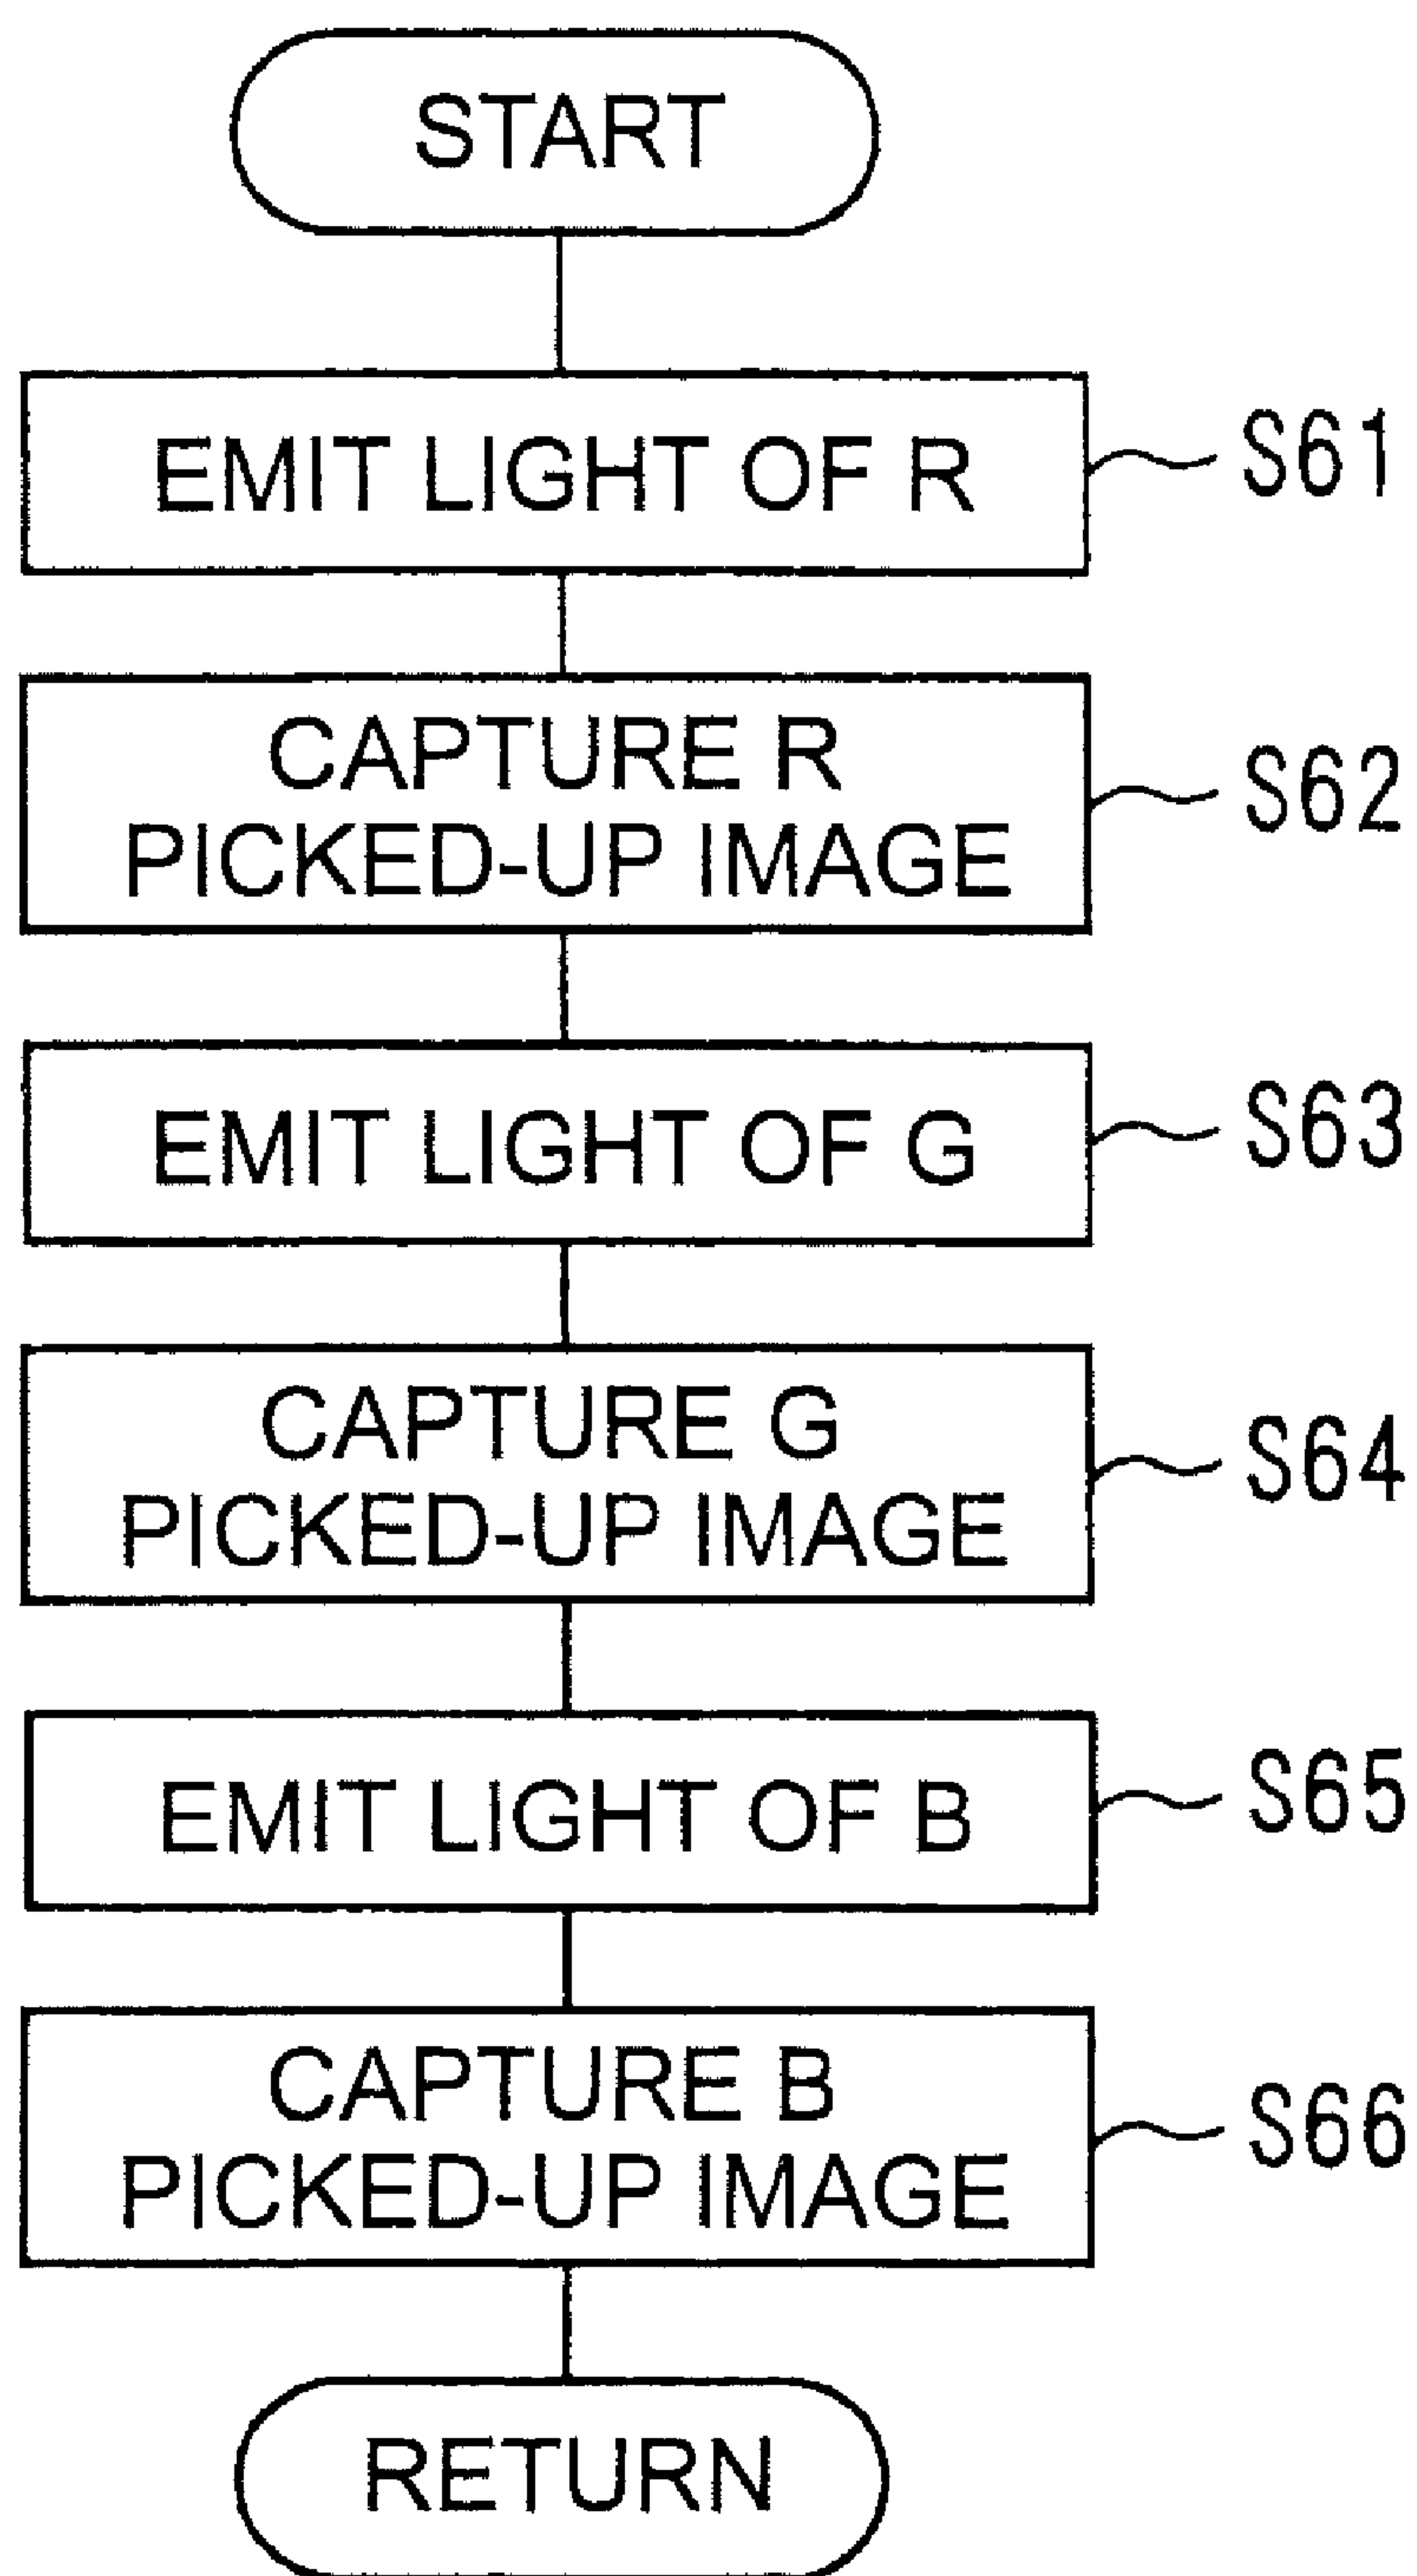 START
EMIT LIGHT OF R
S61
CAPTURE R
PICKED-UP IMAGE
S62
EMIT LIGHT OF G
S63
CAPTURE G
PICKED-UP IMAGE
S64
EMIT LIGHT OF B
S65
CAPTURE B
PICKED-UP IMAGE
S66
RETURN